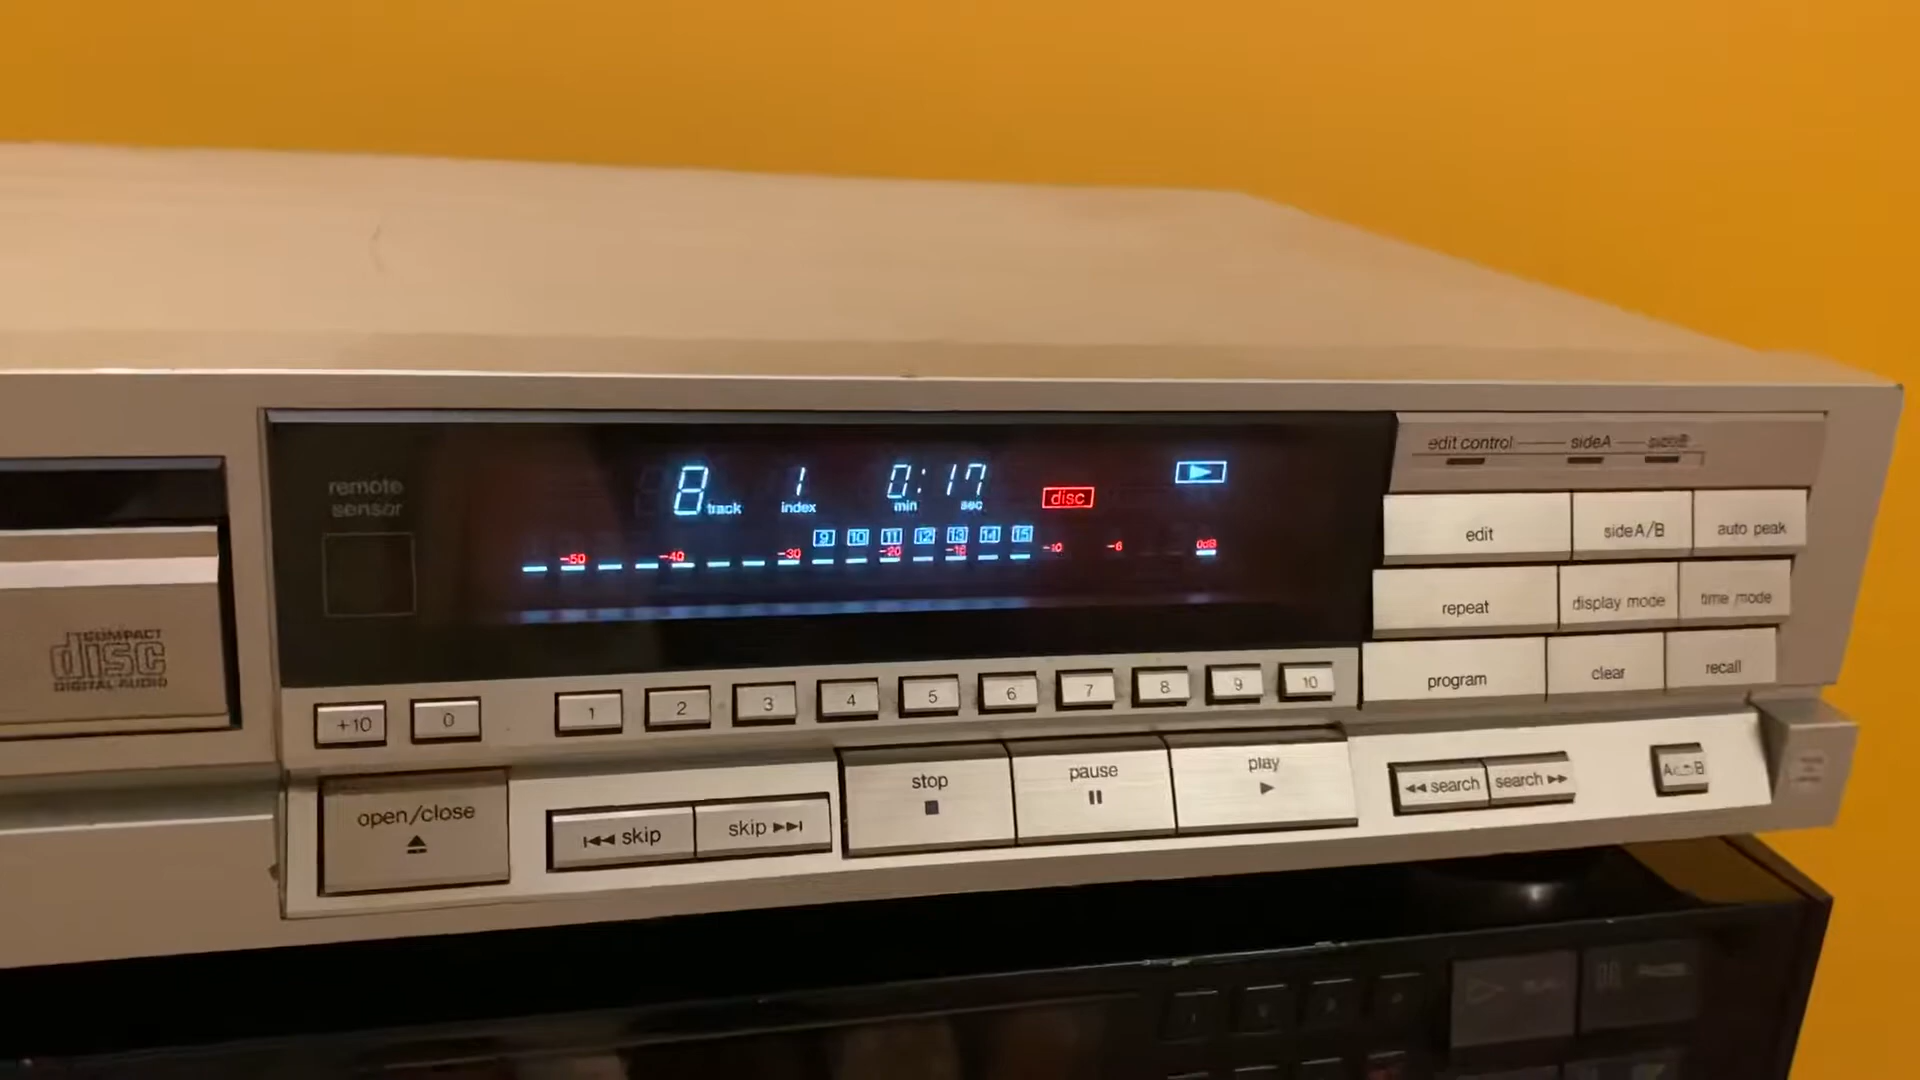 remote
sensor
8 track
1 index
0:17
min sec
disc
9 10 11 12 13 14 15
-50 -40 -30 -20 -10 -6 0dB
edit control sideA
edit
sideA/B
auto peak
repeat
display mode
time mode
program
clear
recall
COMPACT
disc
DIGITAL AUDIO
+10
0
1
2
3
4
5
6
7
8
9
10
open/close
skip
skip
stop
pause
play
search
search